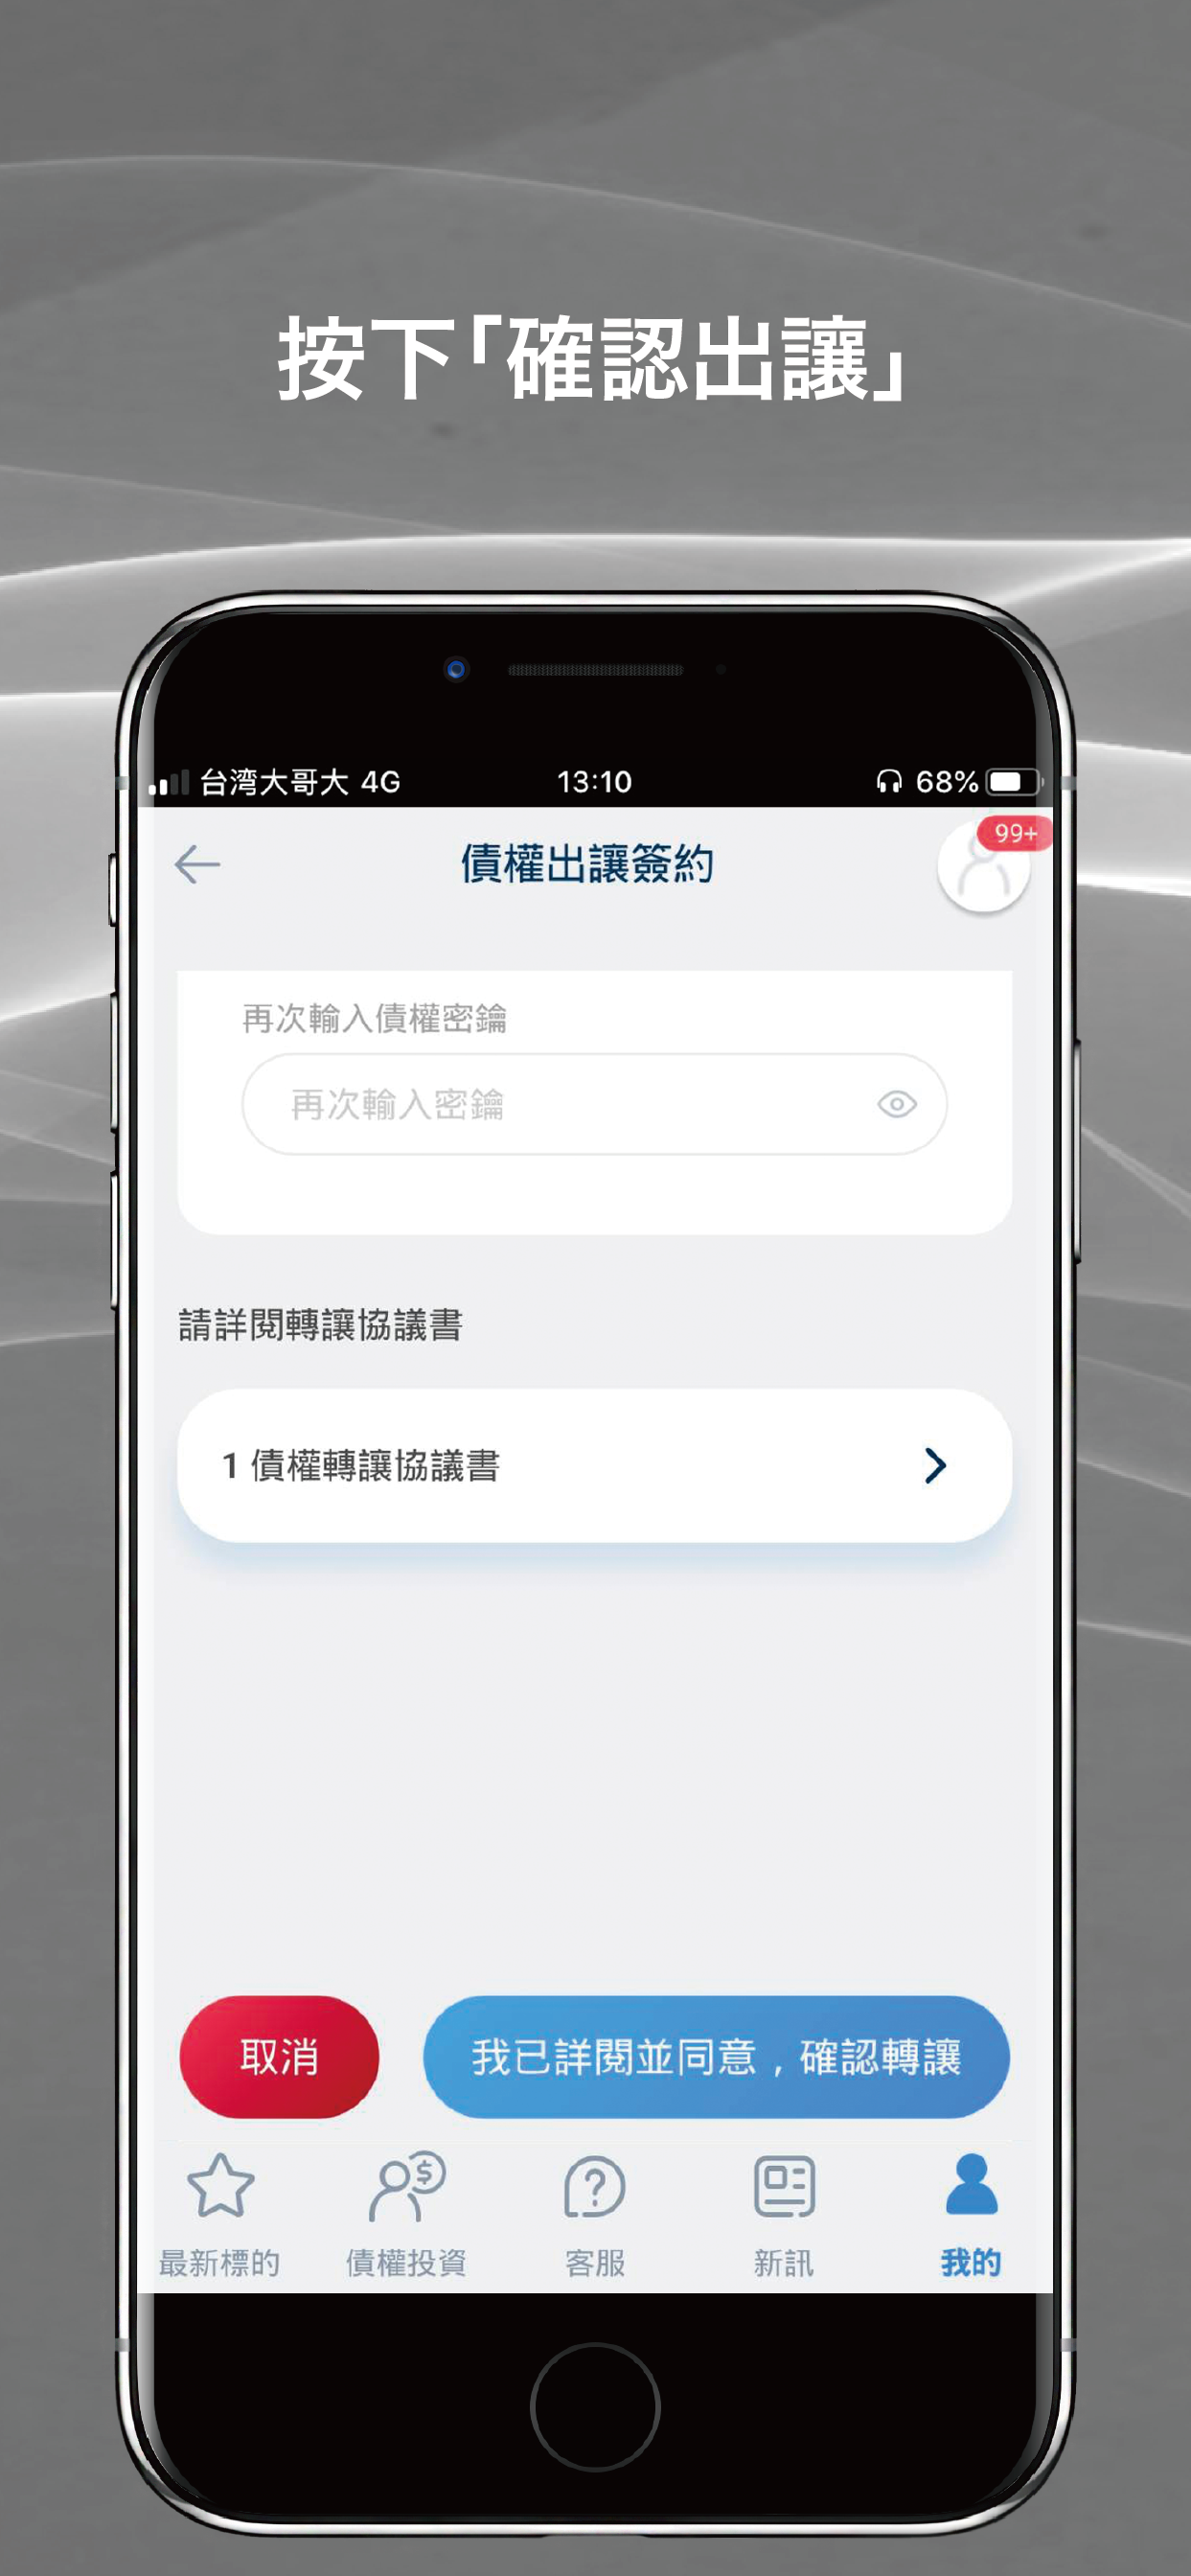 按下「確認出讓」
台湾大哥大 4G 13:10 68%
債權出讓簽約 99+
再次輸入債權密鑰
再次輸入密鑰
請詳閱轉讓協議書
1 債權轉讓協議書
取消 我已詳閱並同意，確認轉讓
最新標的 債權投資 客服 新訊 我的